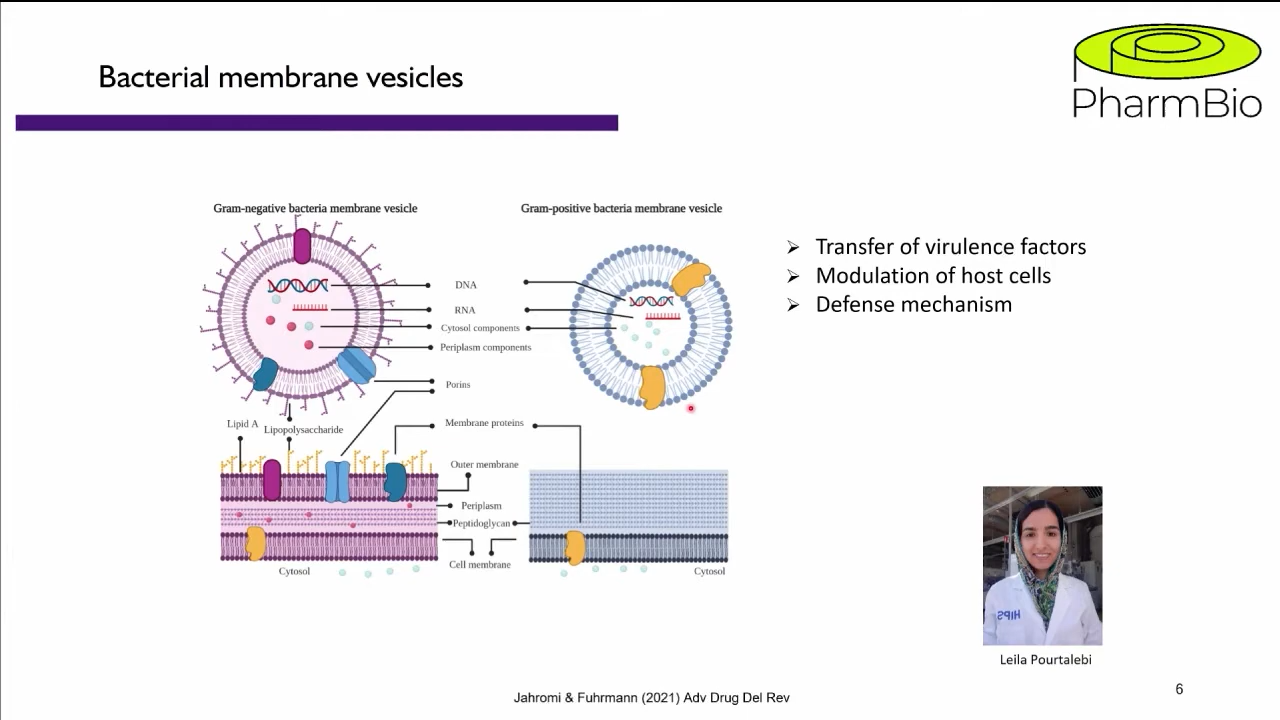 Bacterial membrane vesicles
PharmBio
Gram-negative bacteria membrane vesicle
Gram-positive bacteria membrane vesicle
DNA
RNA
Cytosol components
Periplasm components
Porins
Lipid A
Lipopolysaccharide
Membrane proteins
Outer membrane
Periplasm
Peptidoglycan
Cell membrane
Cytosol
Cytosol
Transfer of virulence factors
Modulation of host cells
Defense mechanism
HIPS
Leila Pourtalebi
Jahromi & Fuhrmann (2021) Adv Drug Del Rev
6